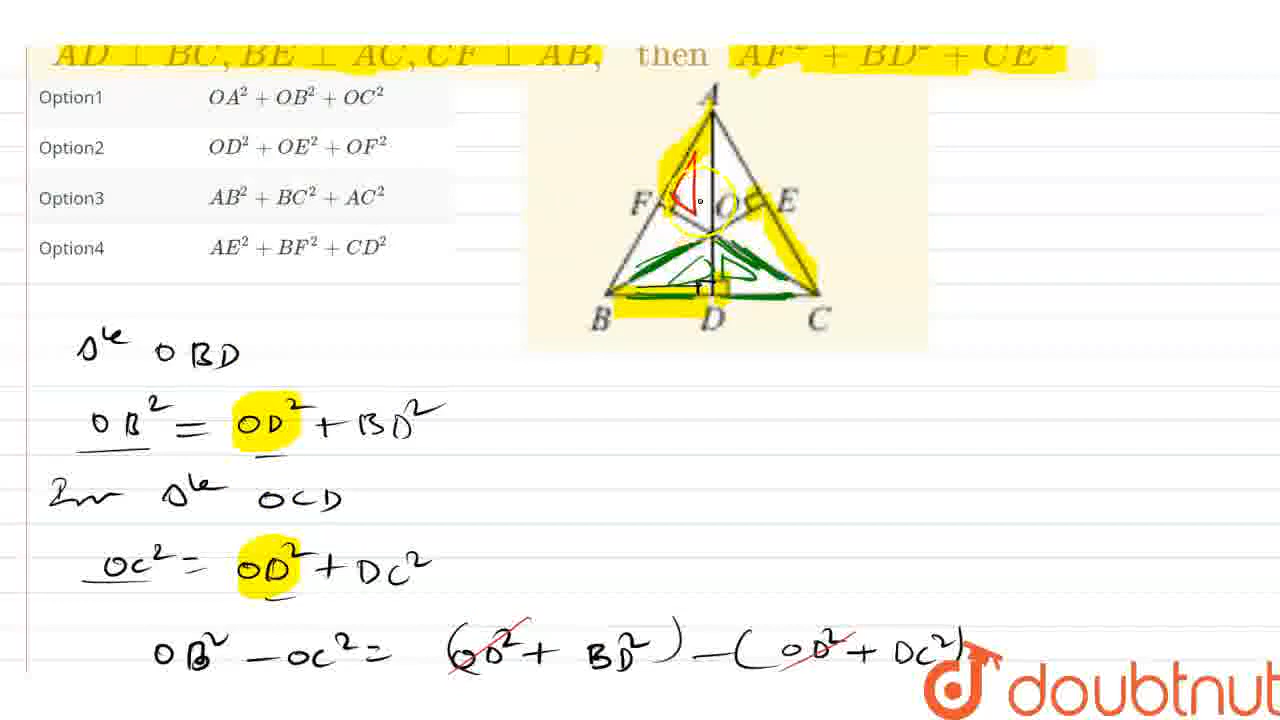 AD ⊥ BC, BE ⊥ AC, CF ⊥ AB, then AF² + BD² + CE²
Option1 OA² + OB² + OC²
Option2 OD² + OE² + OF²
Option3 AB² + BC² + AC²
Option4 AE² + BF² + CD²
A
F O E
B D C
Δle OBD
OB² = OD² + BD²
Δle OCD
OC² = OD² + DC²
OB² - OC² = (OD² + BD²) - (OD² + DC²)
doubtnut